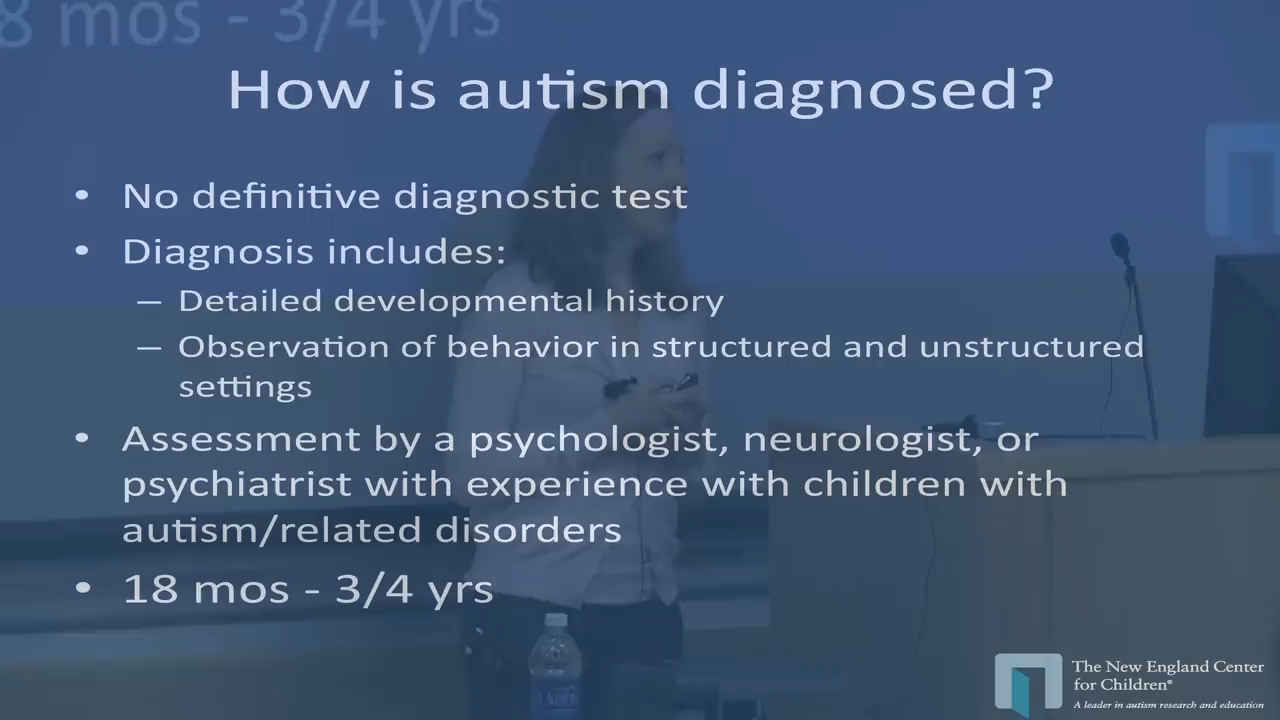 8 mos - 3/4 yrs
How is autism diagnosed?
• No definitive diagnostic test
• Diagnosis includes:
– Detailed developmental history
– Observation of behavior in structured and unstructured
settings
• Assessment by a psychologist, neurologist, or
psychiatrist with experience with children with
autism/related disorders
• 18 mos - 3/4 yrs
The New England Center
for Children®
A leader in autism research and education